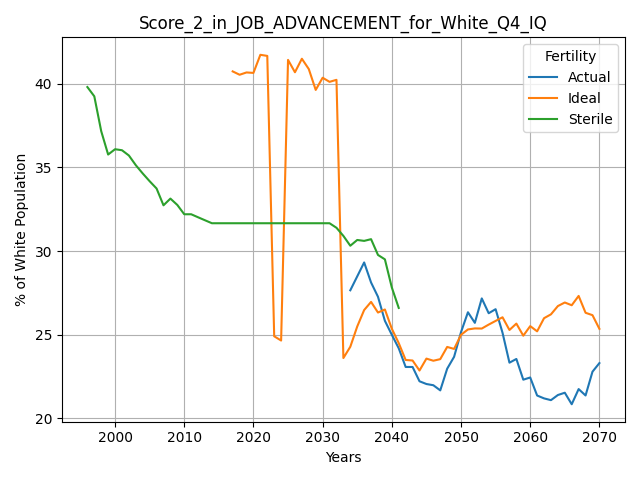 Score_2_in_JOB_ADVANCEMENT_for_White_Q4_IQ
Fertility
Actual
Ideal
Sterile
% of White Population
40
35
30
25
20
2000 2010 2020 2030 2040 2050 2060 2070
Years